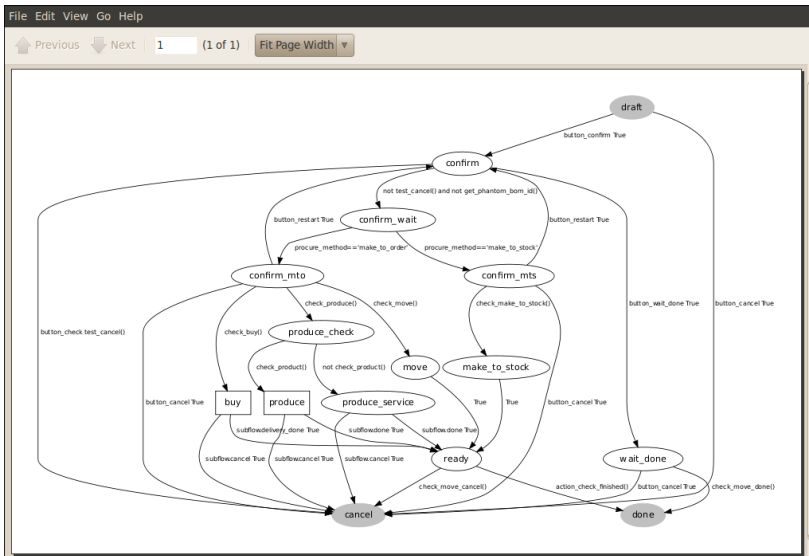 File Edit View Go Help
Previous Next 1 (1 of 1) Fit Page Width
draft
button_confirm True
confirm
not test_cancel() and not get_phantom_bom_id()
confirm_wait
button_restart True
button_restart True
procure_method=='make_to_order'
procure_method=='make_to_stock'
confirm_mto
confirm_mts
check_produce()
check_move()
check_make_to_stock()
button_wait_done True
button_cancel True
button_check test_cancel()
check_buy()
produce_check
check_product()
not check_product()
move
make_to_stock
button_cancel True
buy
produce
produce_service
True
True
button_cancel True
subflow.delivery_done True
subflow.done True
subflow.done True
subflow.cancel True
subflow.cancel True
subflow.cancel True
ready
wait_done
check_move_cancel()
action_check_finished()
button_cancel True
check_move_done()
cancel
done